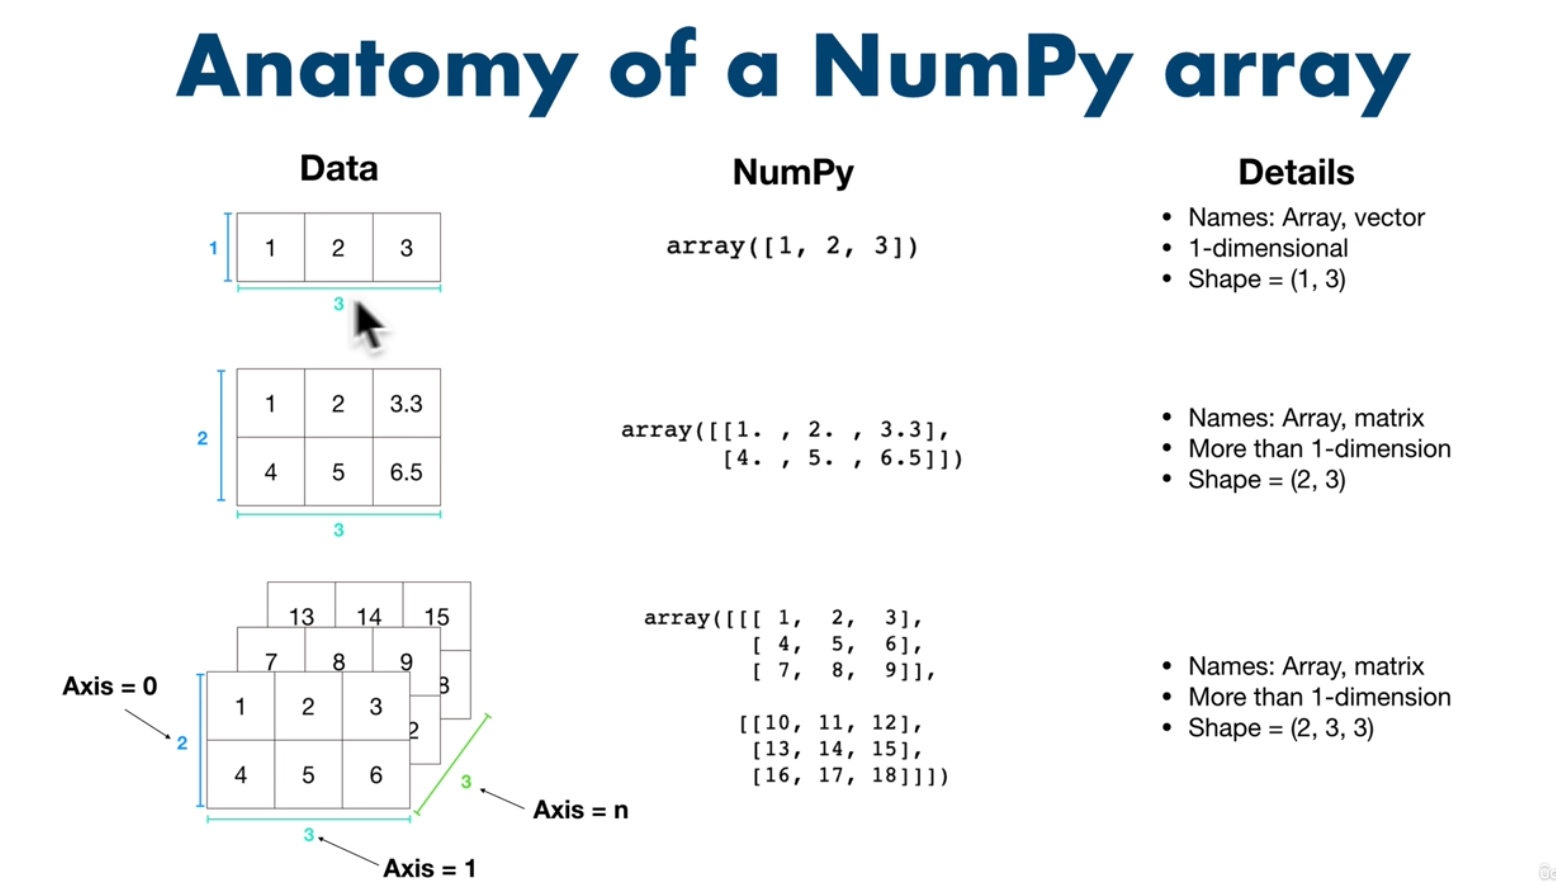 Anatomy of a NumPy array
Data
NumPy
Details
1
1 2 3
3
array([1, 2, 3])
• Names: Array, vector
• 1-dimensional
• Shape = (1, 3)
2
1 2 3.3
4 5 6.5
3
array([[1. , 2. , 3.3],
[4. , 5. , 6.5]])
• Names: Array, matrix
• More than 1-dimension
• Shape = (2, 3)
13 14 15
7 8 9
8
Axis = 0
1 2 3
2
2
4 5 6
3
Axis = n
3
Axis = 1
array([[[ 1, 2, 3],
[ 4, 5, 6],
[ 7, 8, 9]],
[[10, 11, 12],
[13, 14, 15],
[16, 17, 18]]])
• Names: Array, matrix
• More than 1-dimension
• Shape = (2, 3, 3)